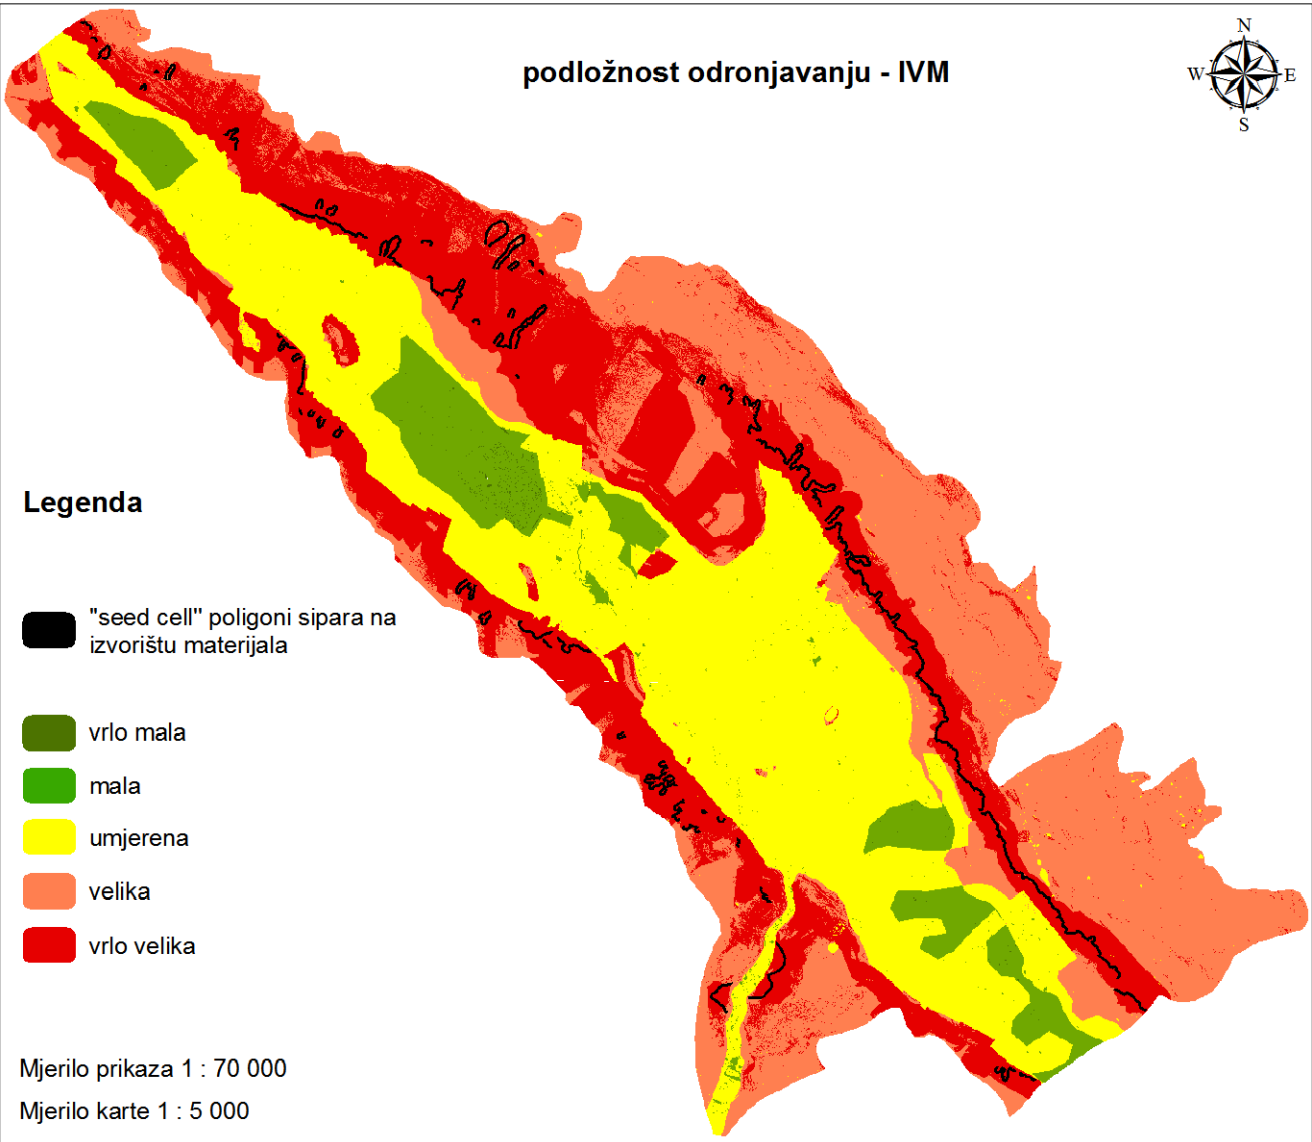 podložnost odronjavanju - IVM
N
W
E
S
Legenda
"seed cell" poligoni sipara na
izvorištu materijala
vrlo mala
mala
umjerena
velika
vrlo velika
Mjerilo prikaza 1 : 70 000
Mjerilo karte 1 : 5 000